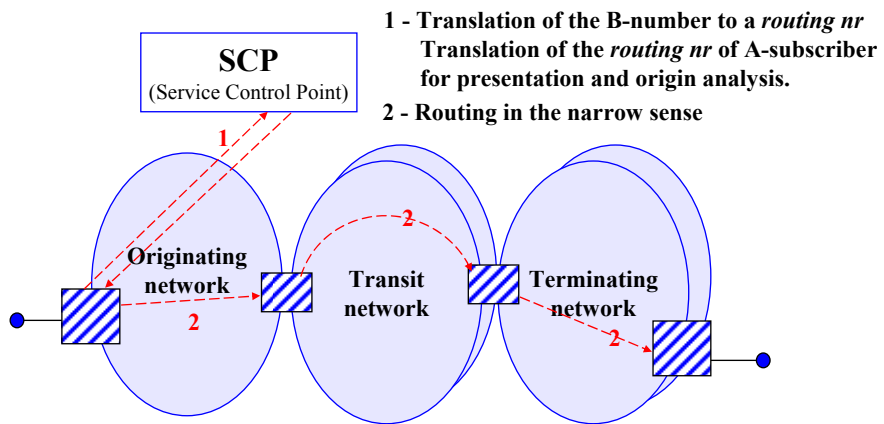 1 - Translation of the B-number to a routing nr
Translation of the routing nr of A-subscriber
for presentation and origin analysis.
2 - Routing in the narrow sense
SCP
(Service Control Point)
1
2
Originating
network
Transit
network
Terminating
network
2
2